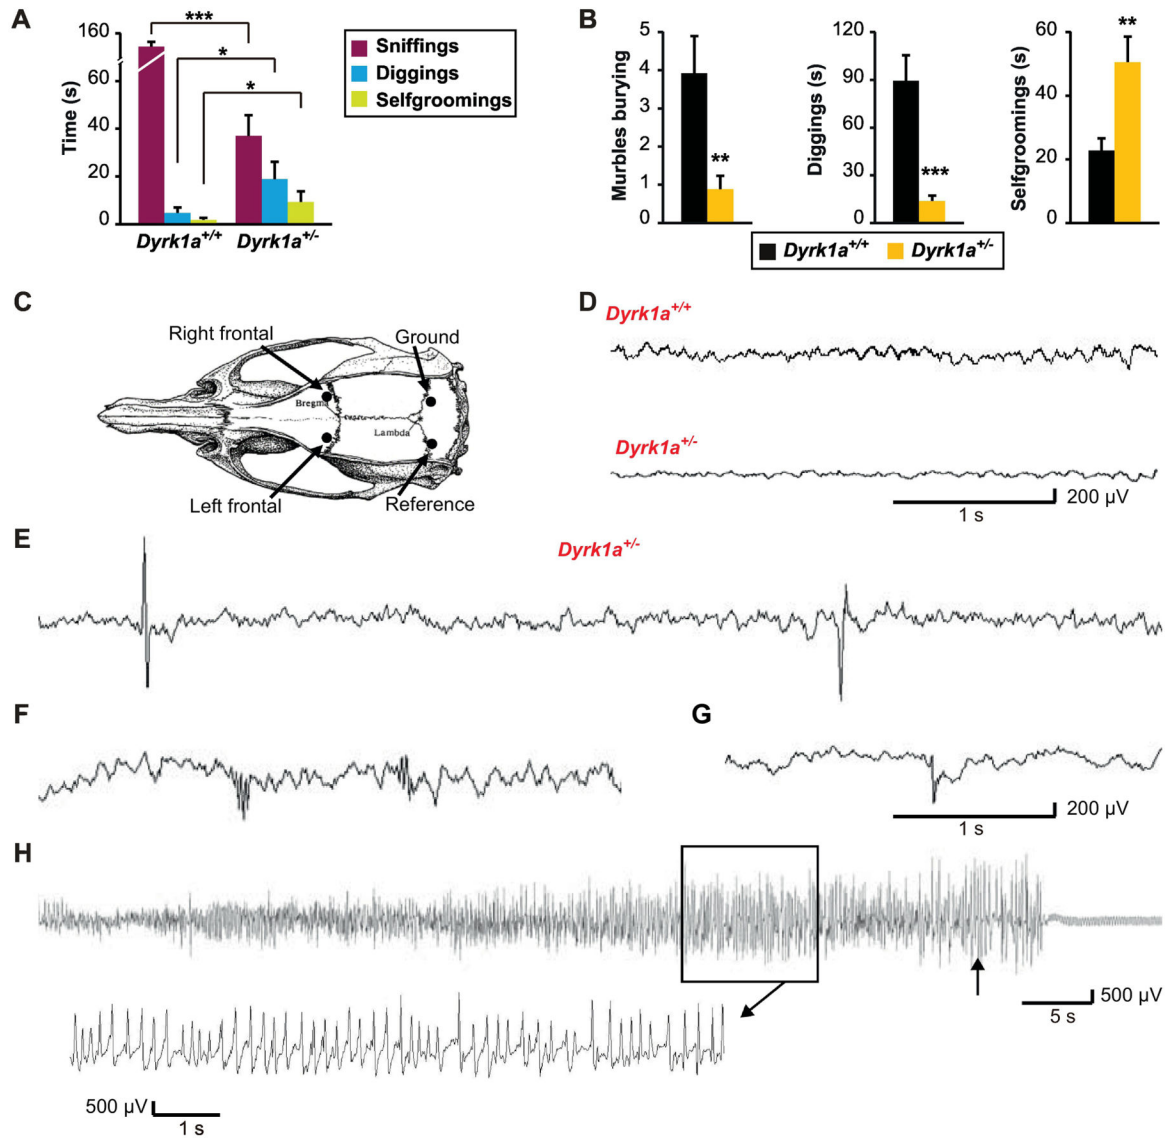 A
160
60
40
20
0
Time (s)
***
*
*
Sniffings
Diggings
Selfgroomings
Dyrk1a+/+
Dyrk1a+/-
B
6
5
4
3
2
1
0
Murbles burying
**
120
90
60
30
0
Diggings (s)
***
60
40
20
0
Selfgroomings (s)
**
Dyrk1a+/+
Dyrk1a+/-
C
Right frontal
Ground
Bregma
Lambda
Left frontal
Reference
D
Dyrk1a+/+
Dyrk1a+/-
200 µV
1 s
E
Dyrk1a+/-
F
G
200 µV
1 s
H
500 µV
5 s
500 µV
1 s